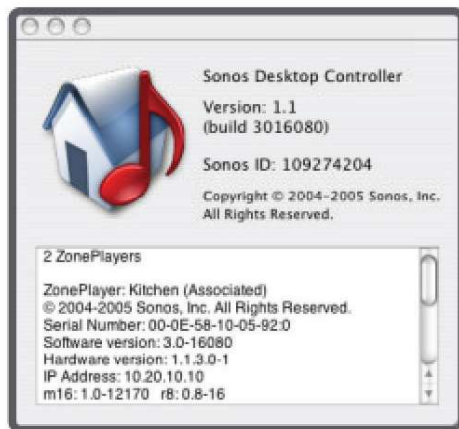 Sonos Desktop Controller
Version: 1.1
(build 3016080)
Sonos ID: 109274204
Copyright © 2004-2005 Sonos, Inc.
All Rights Reserved.
2 ZonePlayers
ZonePlayer: Kitchen (Associated)
© 2004-2005 Sonos, Inc. All Rights Reserved.
Serial Number: 00-0E-58-10-05-92:0
Software version: 3.0-16080
Hardware version: 1.1.3.0-1
IP Address: 10.20.10.10
m16: 1.0-12170 r8: 0.8-16